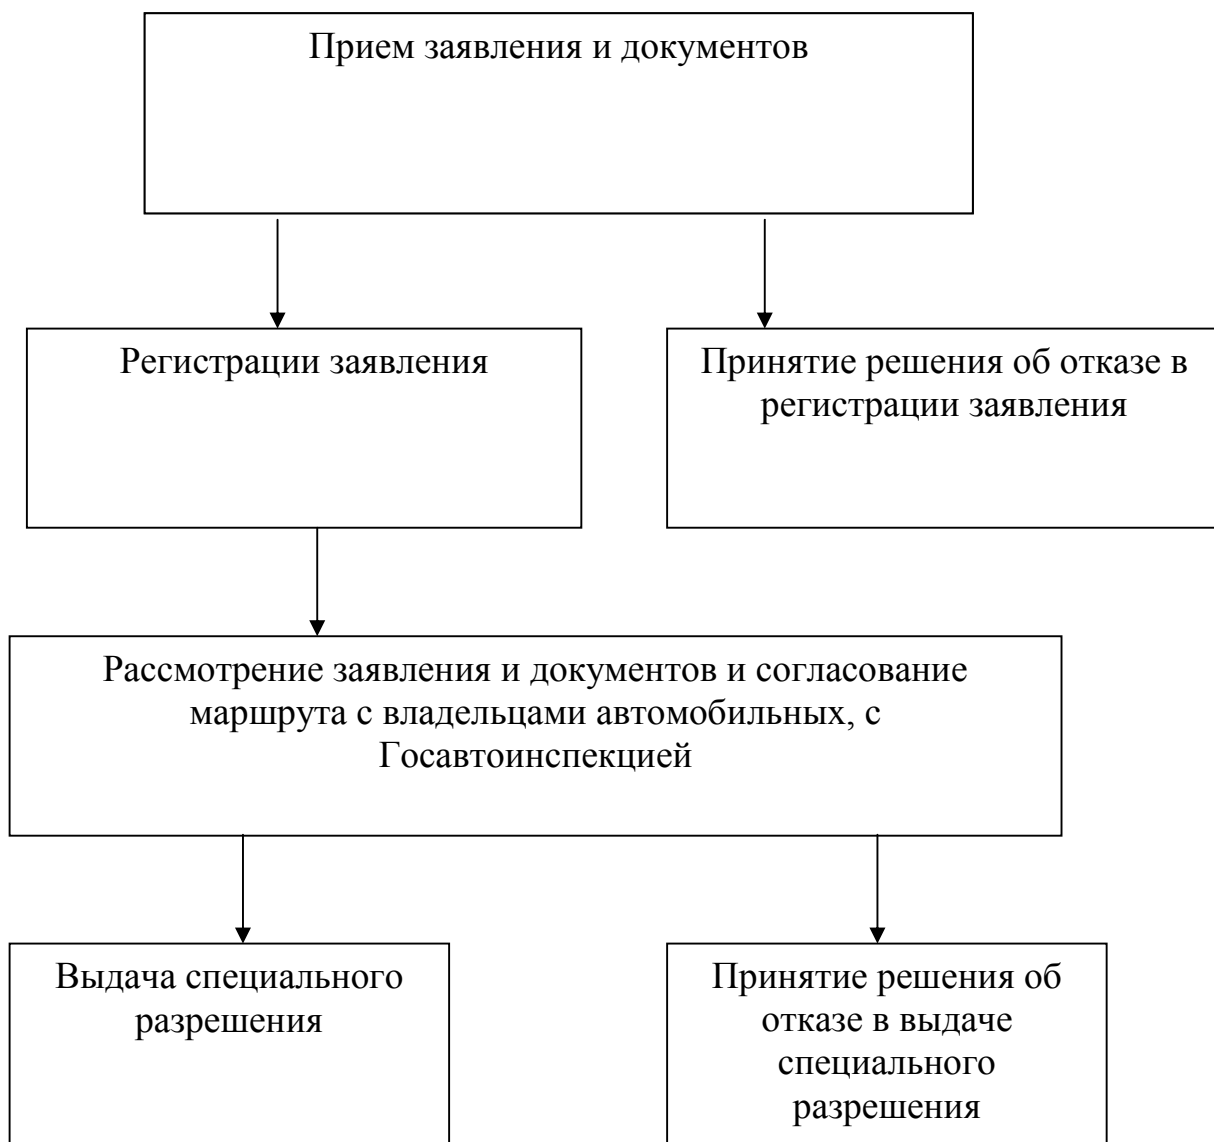 Прием заявления и документов
Регистрации заявления
Принятие решения об отказе в
регистрации заявления
Рассмотрение заявления и документов и согласование
маршрута с владельцами автомобильных, с
Госавтоинспекцией
Выдача специального
разрешения
Принятие решения об
отказе в выдаче
специального
разрешения